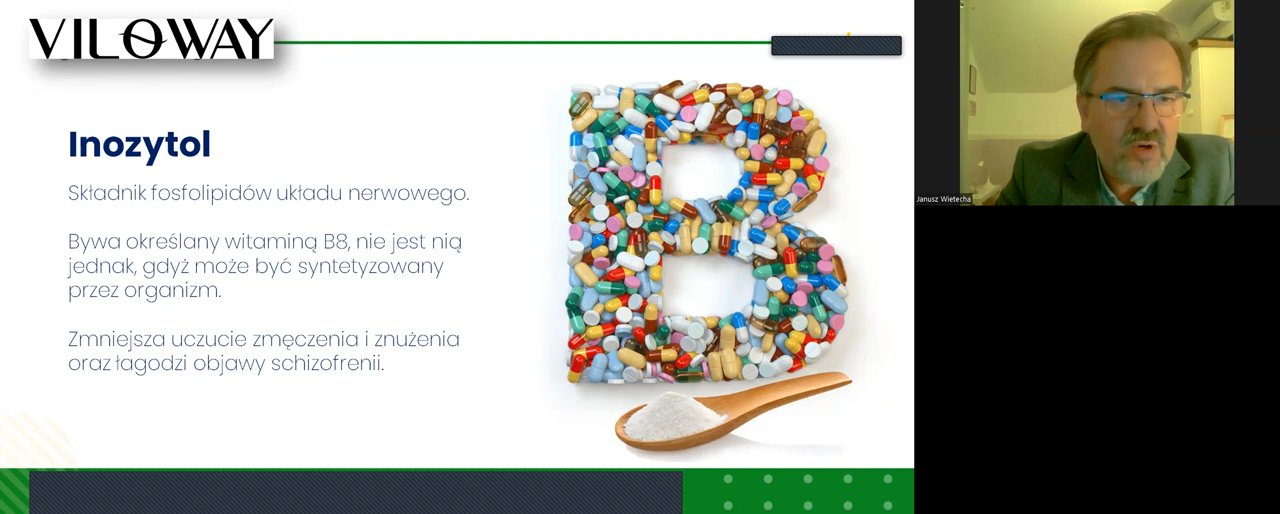 VILOWAY
Inozytol
Składnik fosfolipidów układu nerwowego.
Bywa określany witaminą B8, nie jest nią
jednak, gdyż może być syntetyzowany
przez organizm.
Zmniejsza uczucie zmęczenia i znużenia
oraz łagodzi objawy schizofrenii.
B
Janusz Wietecha